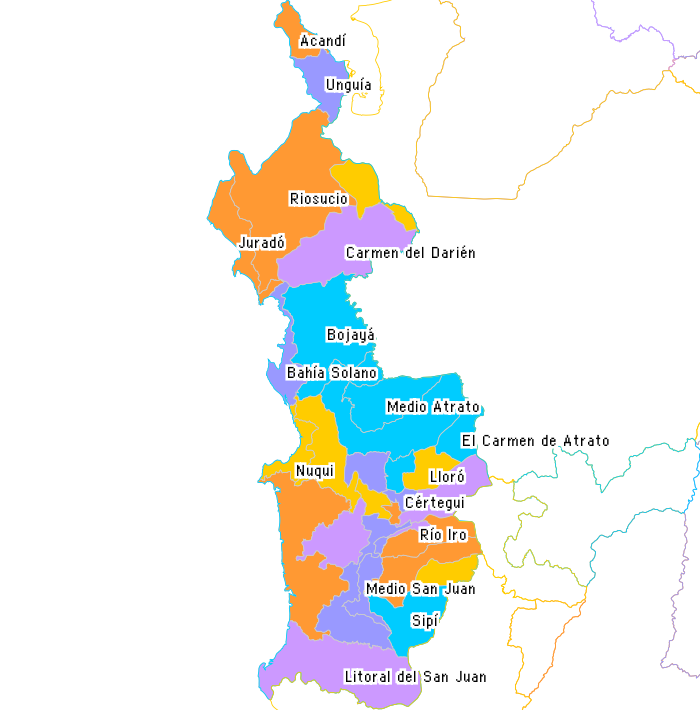 Acandí
Unguía
Riosucio
Juradó
Carmen del Darién
Bojayá
Bahía Solano
Medio Atrato
El Carmen de Atrato
Nuqui
Lloró
Cértegui
Río Iro
Medio San Juan
Sipí
Litoral del San Juan